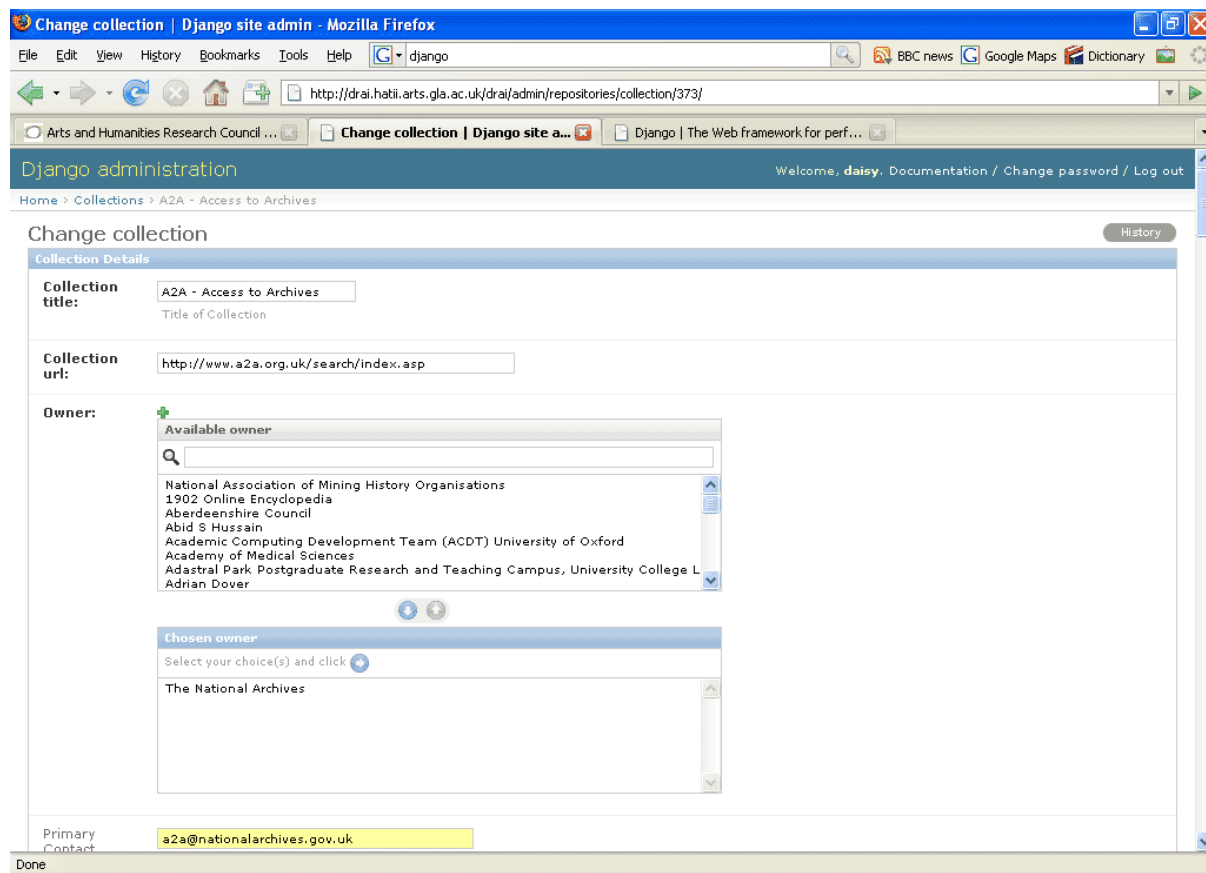 Change collection | Django site admin - Mozilla Firefox
File Edit View History Bookmarks Tools Help G django BBC news G Google Maps Dictionary
http://drai.hatii.arts.gla.ac.uk/drai/admin/repositories/collection/373/
Arts and Humanities Research Council ... Change collection | Django site a... Django | The Web framework for perf...
Django administration Welcome, daisy. Documentation / Change password / Log out
Home > Collections > A2A - Access to Archives
Change collection History
Collection Details
Collection title: A2A - Access to Archives
Title of Collection
Collection url: http://www.a2a.org.uk/search/index.asp
Owner:
Available owner
National Association of Mining History Organisations
1902 Online Encyclopedia
Aberdeenshire Council
Abid S Hussain
Academic Computing Development Team (ACDT) University of Oxford
Academy of Medical Sciences
Adastral Park Postgraduate Research and Teaching Campus, University College L
Adrian Dover
Chosen owner
Select your choice(s) and click
The National Archives
Primary Contact a2a@nationalarchives.gov.uk
Done